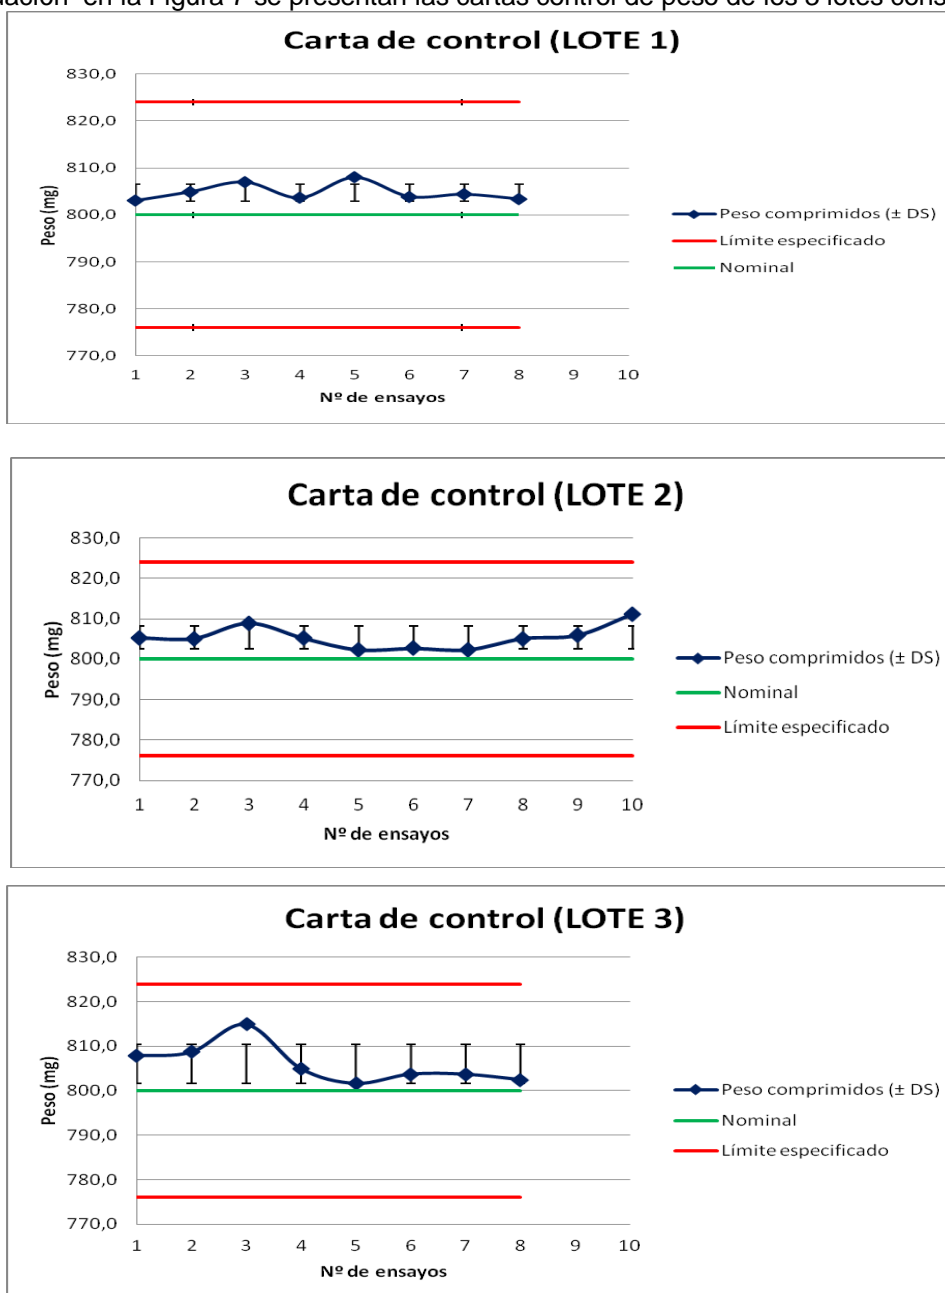 en la Figura 7 se presentan las cartas control de peso de los 3 lotes
Carta de control (LOTE 1)
830,0
820,0
810,0
800,0
790,0
780,0
770,0
Peso (mg)
1 2 3 4 5 6 7 8 9 10
Nº de ensayos
Peso comprimidos (± DS)
Límite especificado
Nominal
Carta de control (LOTE 2)
830,0
820,0
810,0
800,0
790,0
780,0
770,0
Peso (mg)
1 2 3 4 5 6 7 8 9 10
Nº de ensayos
Peso comprimidos (± DS)
Nominal
Límite especificado
Carta de control (LOTE 3)
830,0
820,0
810,0
800,0
790,0
780,0
770,0
Peso (mg)
1 2 3 4 5 6 7 8 9 10
Nº de ensayos
Peso comprimidos (± DS)
Nominal
Límite especificado